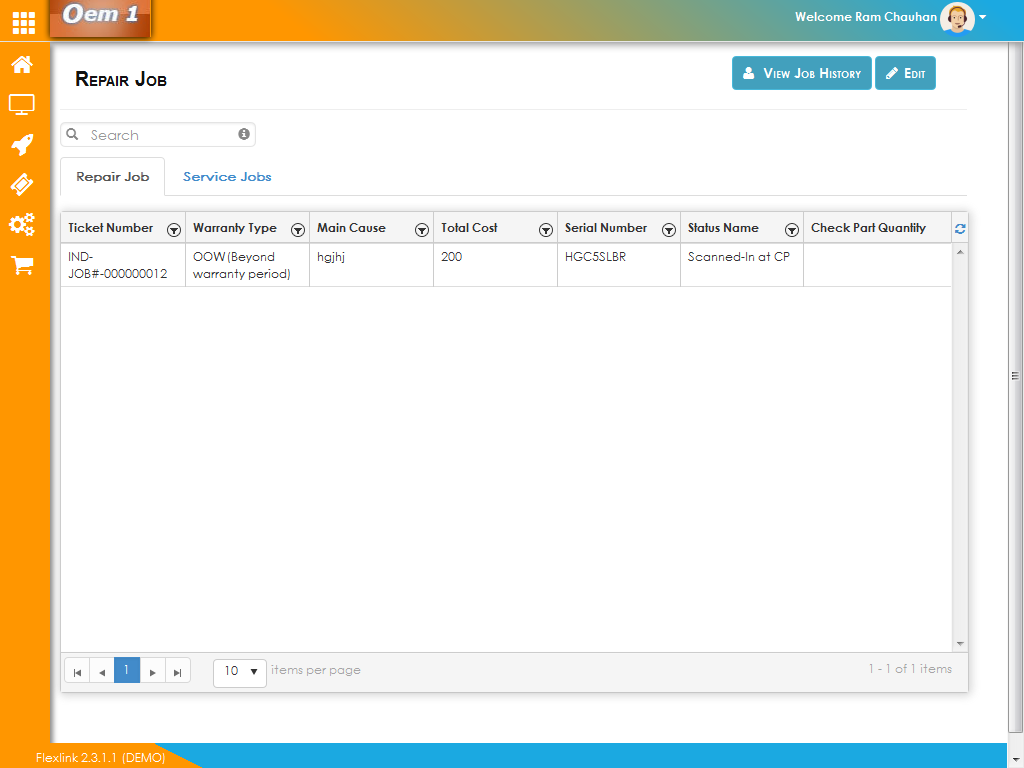 Oem 1
Welcome Ram Chauhan
Repair Job
View Job History
Edit
Search
Repair Job
Service Jobs
Ticket Number Warranty Type Main Cause Total Cost Serial Number Status Name Check Part Quantity
IND- OOW(Beyond hgjhj 200 HGC5SLBR Scanned-In at CP
JOB#-000000012 warranty period)
1
10
items per page
1 - 1 of 1 items
Flexlink 2.3.1.1 (DEMO)